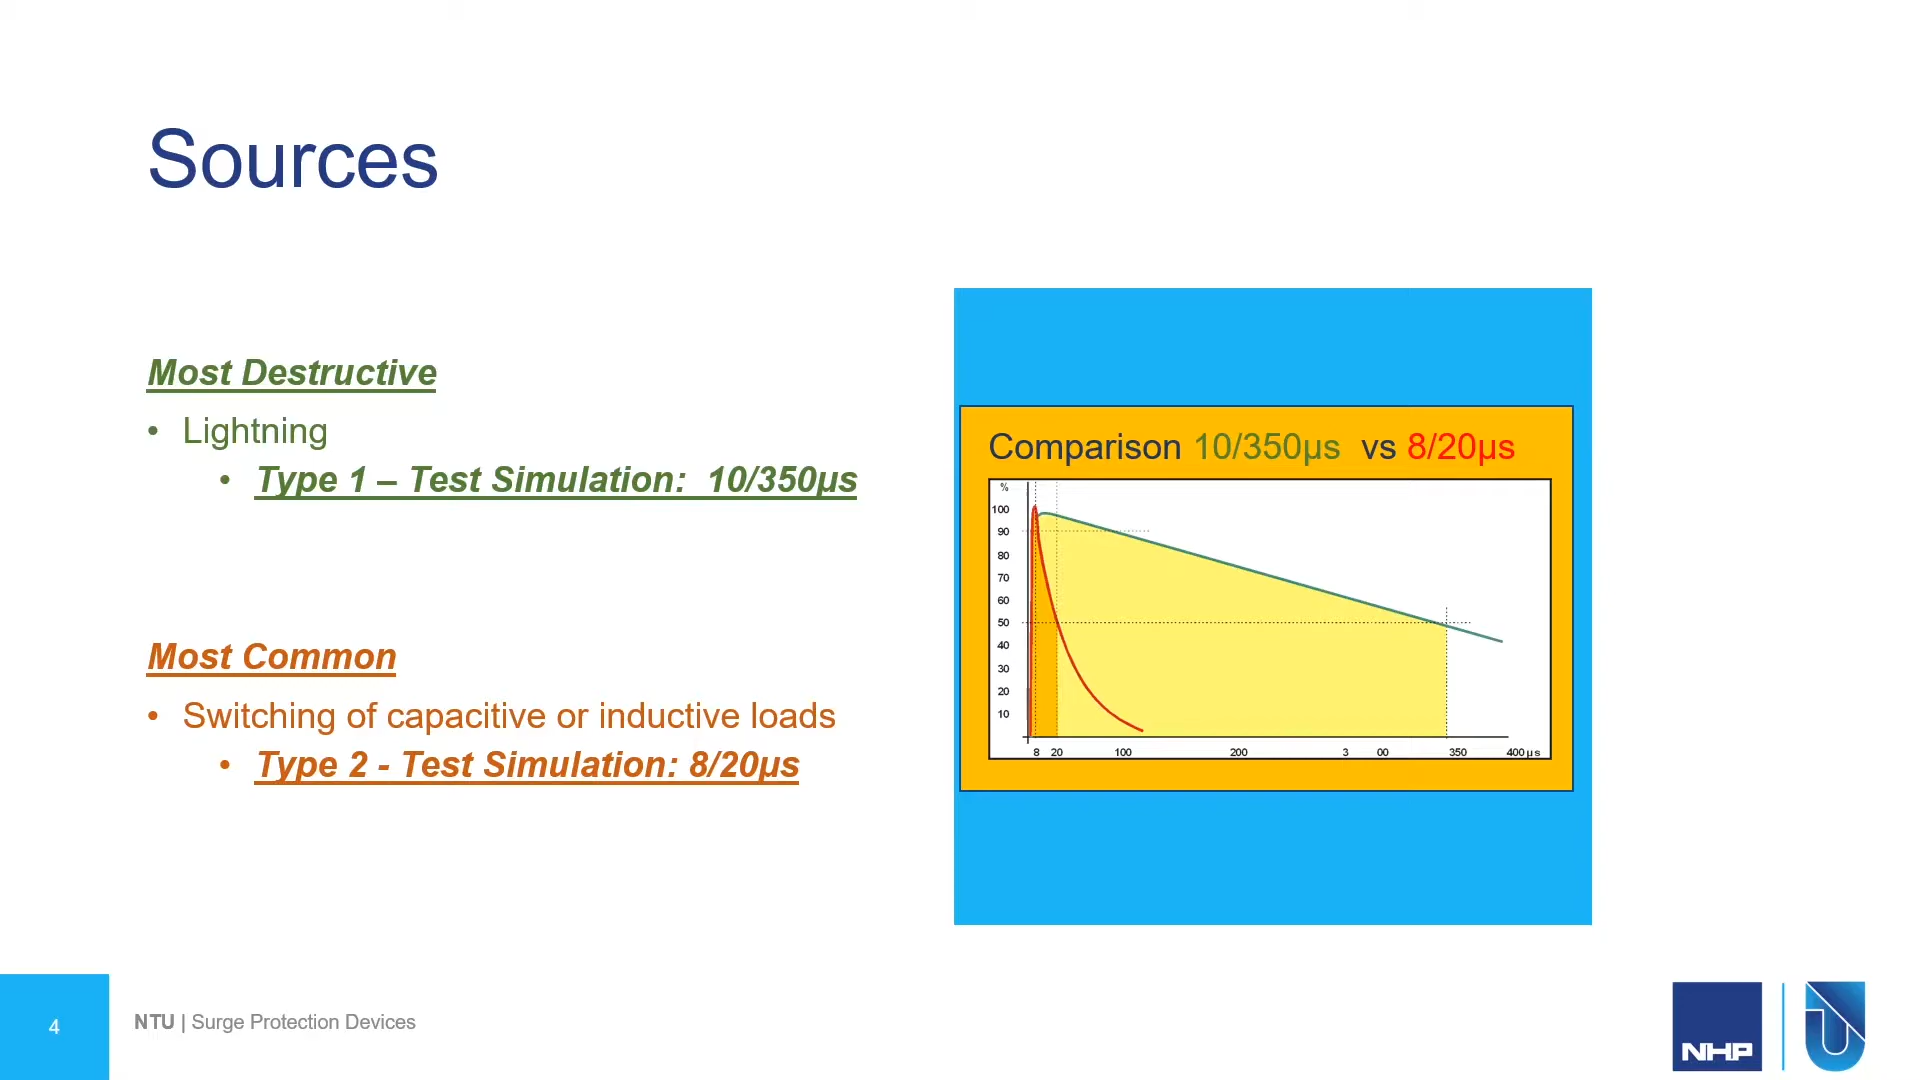 Sources
Most Destructive
• Lightning
• Type 1 – Test Simulation:  10/350µs
Most Common
• Switching of capacitive or inductive loads
• Type 2 - Test Simulation: 8/20µs
Comparison 10/350µs  vs 8/20µs
%
100
90
80
70
60
50
40
30
20
10
8 20 100 200 3 00 350 400 µs
4
NTU | Surge Protection Devices
NHP